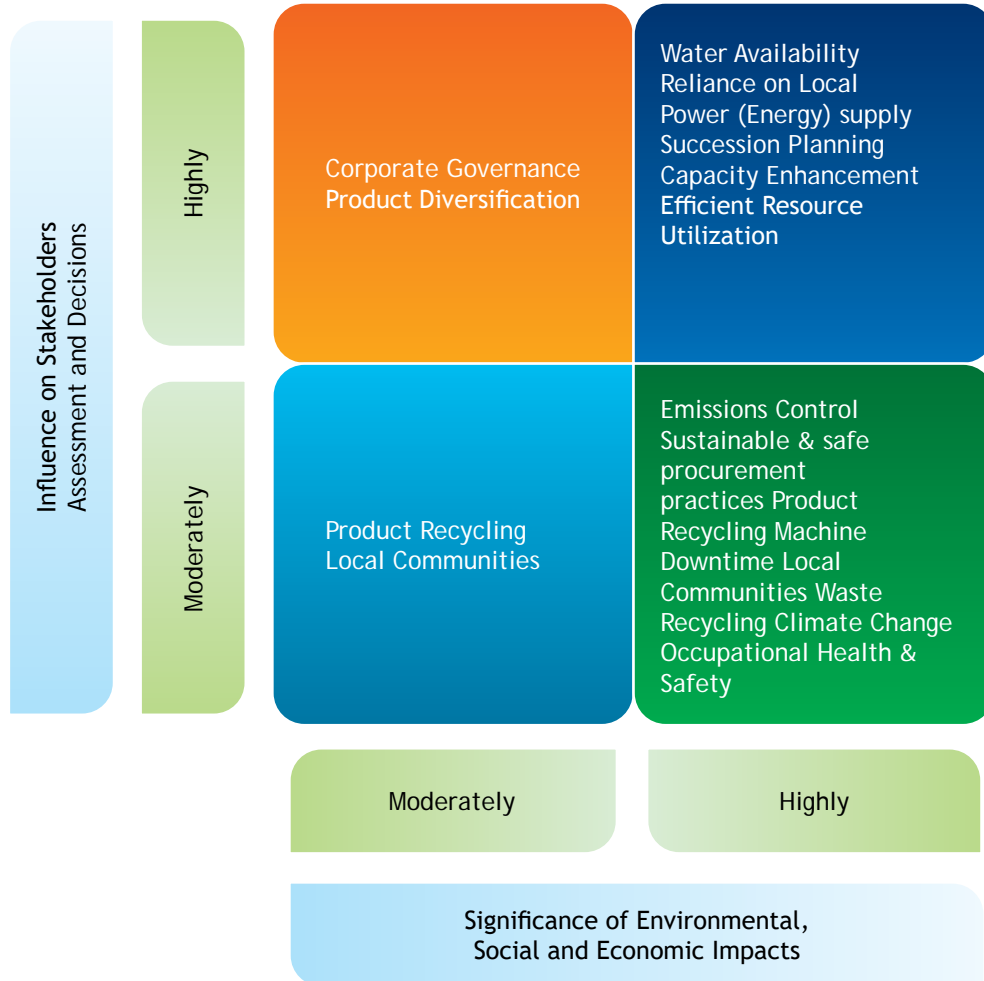 Influence on Stakeholders
Assessment and Decisions
Highly
Moderately
Corporate Governance
Product Diversification
Water Availability
Reliance on Local
Power (Energy) supply
Succession Planning
Capacity Enhancement
Efficient Resource
Utilization
Product Recycling
Local Communities
Emissions Control
Sustainable & safe
procurement
practices Product
Recycling Machine
Downtime Local
Communities Waste
Recycling Climate Change
Occupational Health &
Safety
Moderately
Highly
Significance of Environmental,
Social and Economic Impacts